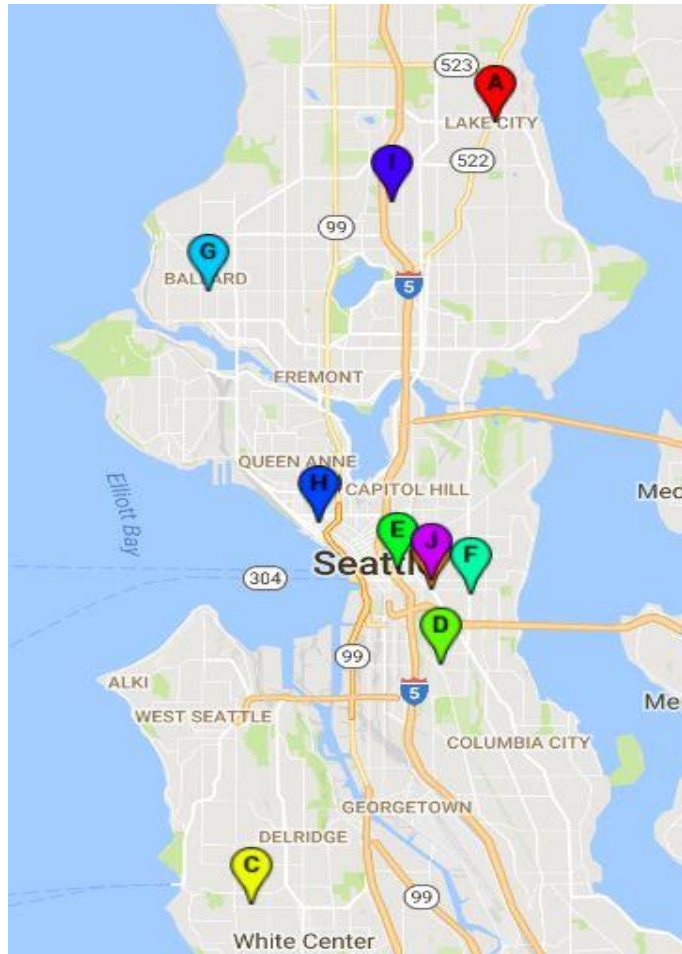 523
A
LAKE CITY
I
522
99
G
BALLARD
5
FREMONT
QUEEN ANNE
H
CAPITOL HILL
Elliott Bay
Med
E
J
F
Seattl
304
D
99
ALKI
5
Me
WEST SEATTLE
COLUMBIA CITY
GEORGETOWN
DELRIDGE
C
99
White Center